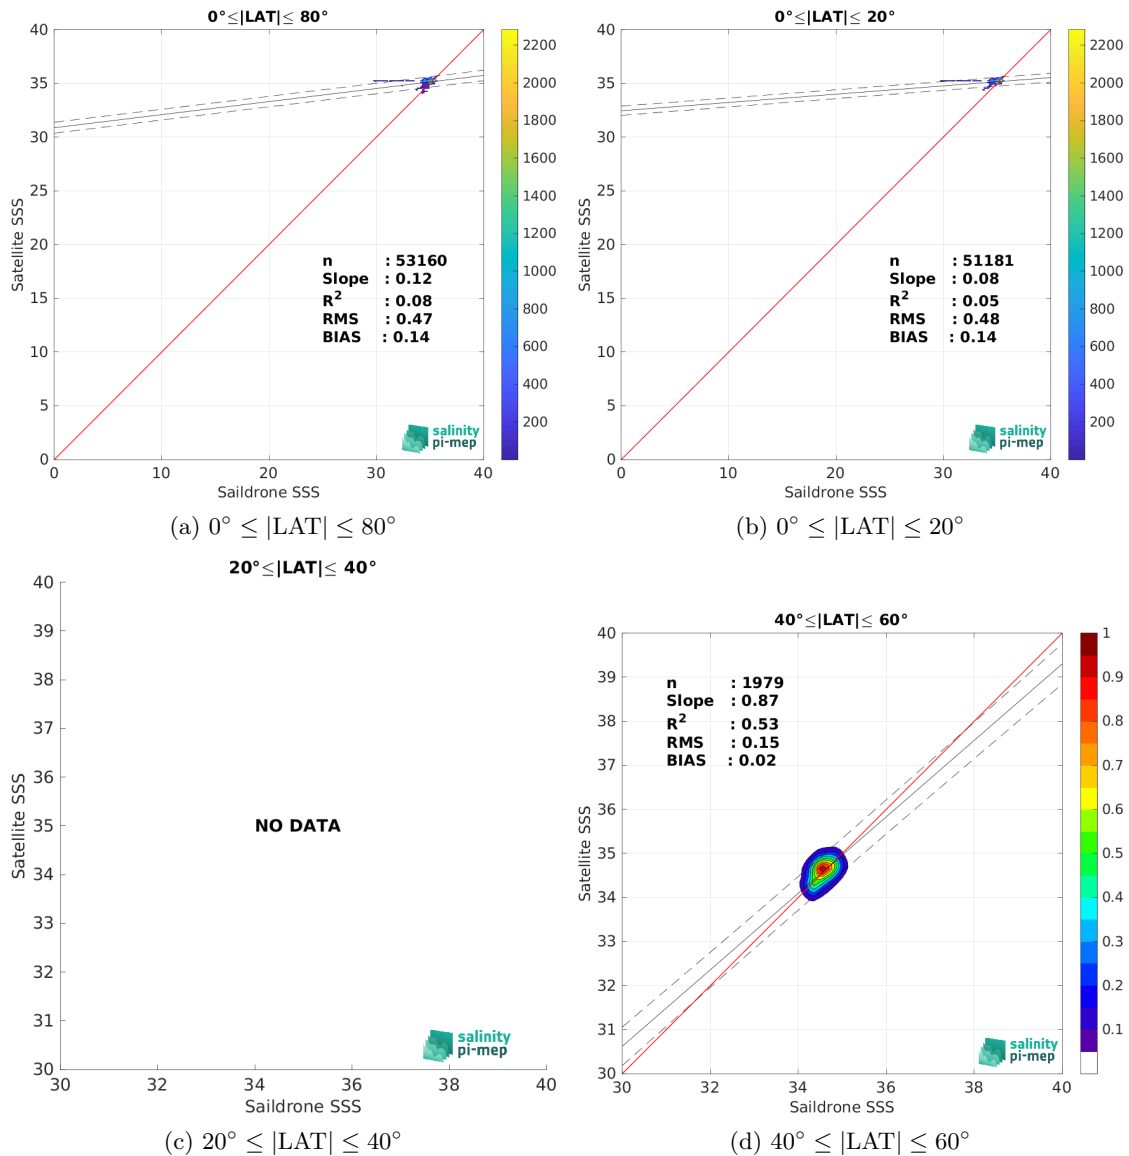 0°≤|LAT|≤ 80°
40
35
30
25
20
15
10
5
0
Satellite SSS
n : 53160
Slope : 0.12
R² : 0.08
RMS : 0.47
BIAS : 0.14
salinity
pi-mep
0 10 20 30 40
Saildrone SSS
2200
2000
1800
1600
1400
1200
1000
800
600
400
200
(a) 0° ≤ |LAT| ≤ 80°
0°≤|LAT|≤ 20°
40
35
30
25
20
15
10
5
0
Satellite SSS
n : 51181
Slope : 0.08
R² : 0.05
RMS : 0.48
BIAS : 0.14
salinity
pi-mep
0 10 20 30 40
Saildrone SSS
2200
2000
1800
1600
1400
1200
1000
800
600
400
200
(b) 0° ≤ |LAT| ≤ 20°
20°≤|LAT|≤ 40°
40
39
38
37
36
35
34
33
32
31
30
Satellite SSS
NO DATA
salinity
pi-mep
30 32 34 36 38 40
Saildrone SSS
(c) 20° ≤ |LAT| ≤ 40°
40°≤|LAT|≤ 60°
40
39
38
37
36
35
34
33
32
31
30
Satellite SSS
n : 1979
Slope : 0.87
R² : 0.53
RMS : 0.15
BIAS : 0.02
salinity
pi-mep
30 32 34 36 38 40
Saildrone SSS
1
0.9
0.8
0.7
0.6
0.5
0.4
0.3
0.2
0.1
(d) 40° ≤ |LAT| ≤ 60°